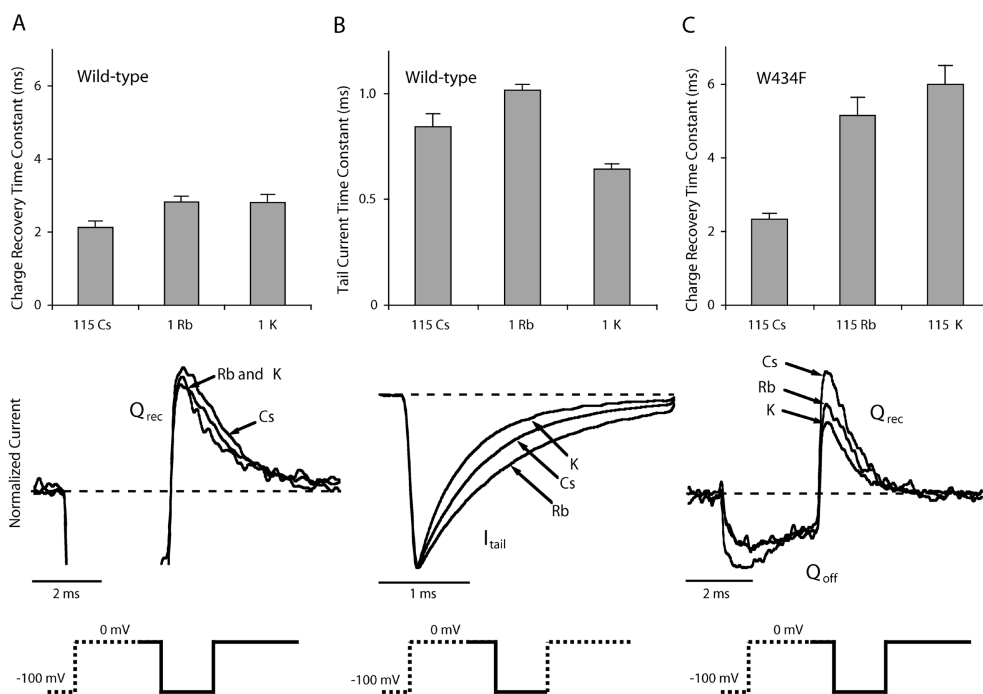 A
B
C
Charge Recovery Time Constant (ms)
6
4
2
0
Wild-type
115 Cs
1 Rb
1 K
Tail Current Time Constant (ms)
1.0
0.5
0
Wild-type
115 Cs
1 Rb
1 K
Charge Recovery Time Constant (ms)
6
4
2
0
W434F
115 Cs
115 Rb
115 K
Normalized Current
Rb and K
Qrec
Cs
2 ms
K
Cs
Rb
Itail
1 ms
Cs
Rb
K
Qrec
Qoff
2 ms
0 mV
-100 mV
0 mV
-100 mV
0 mV
-100 mV